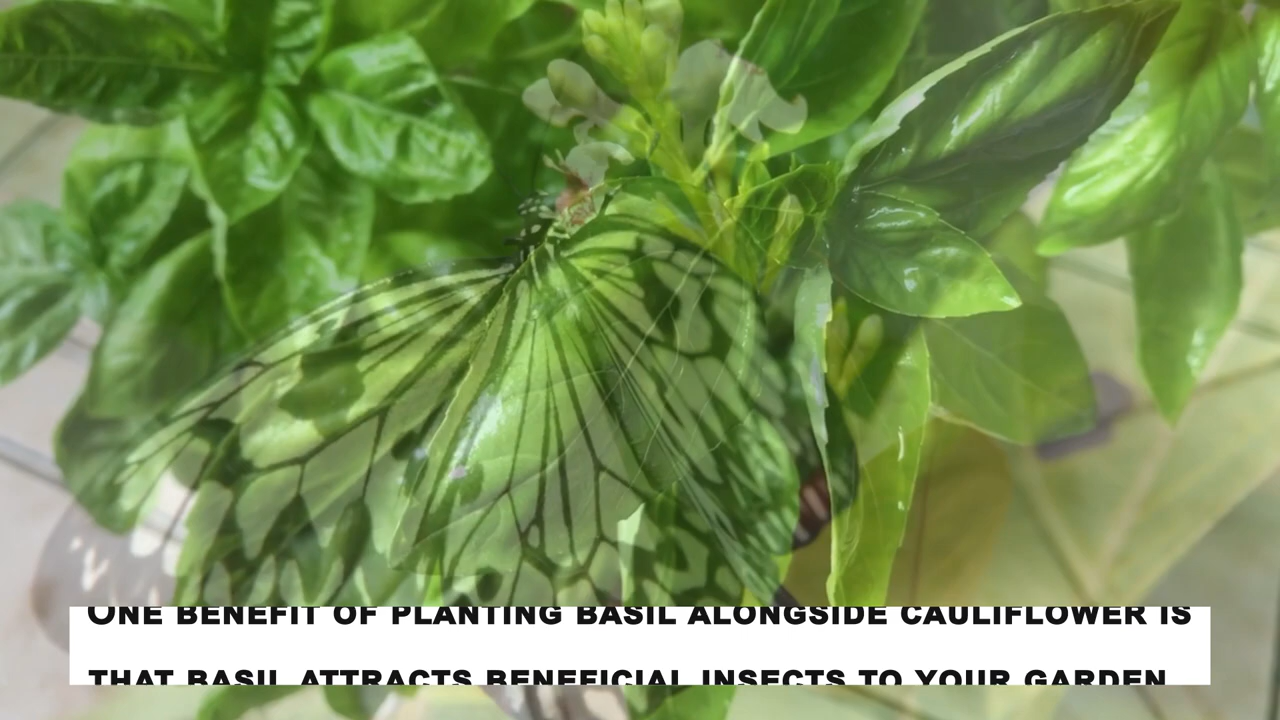 ONE BENEFIT OF PLANTING BASIL ALONGSIDE CAULIFLOWER IS
THAT BASIL ATTRACTS BENEFICIAL INSECTS TO YOUR GARDEN